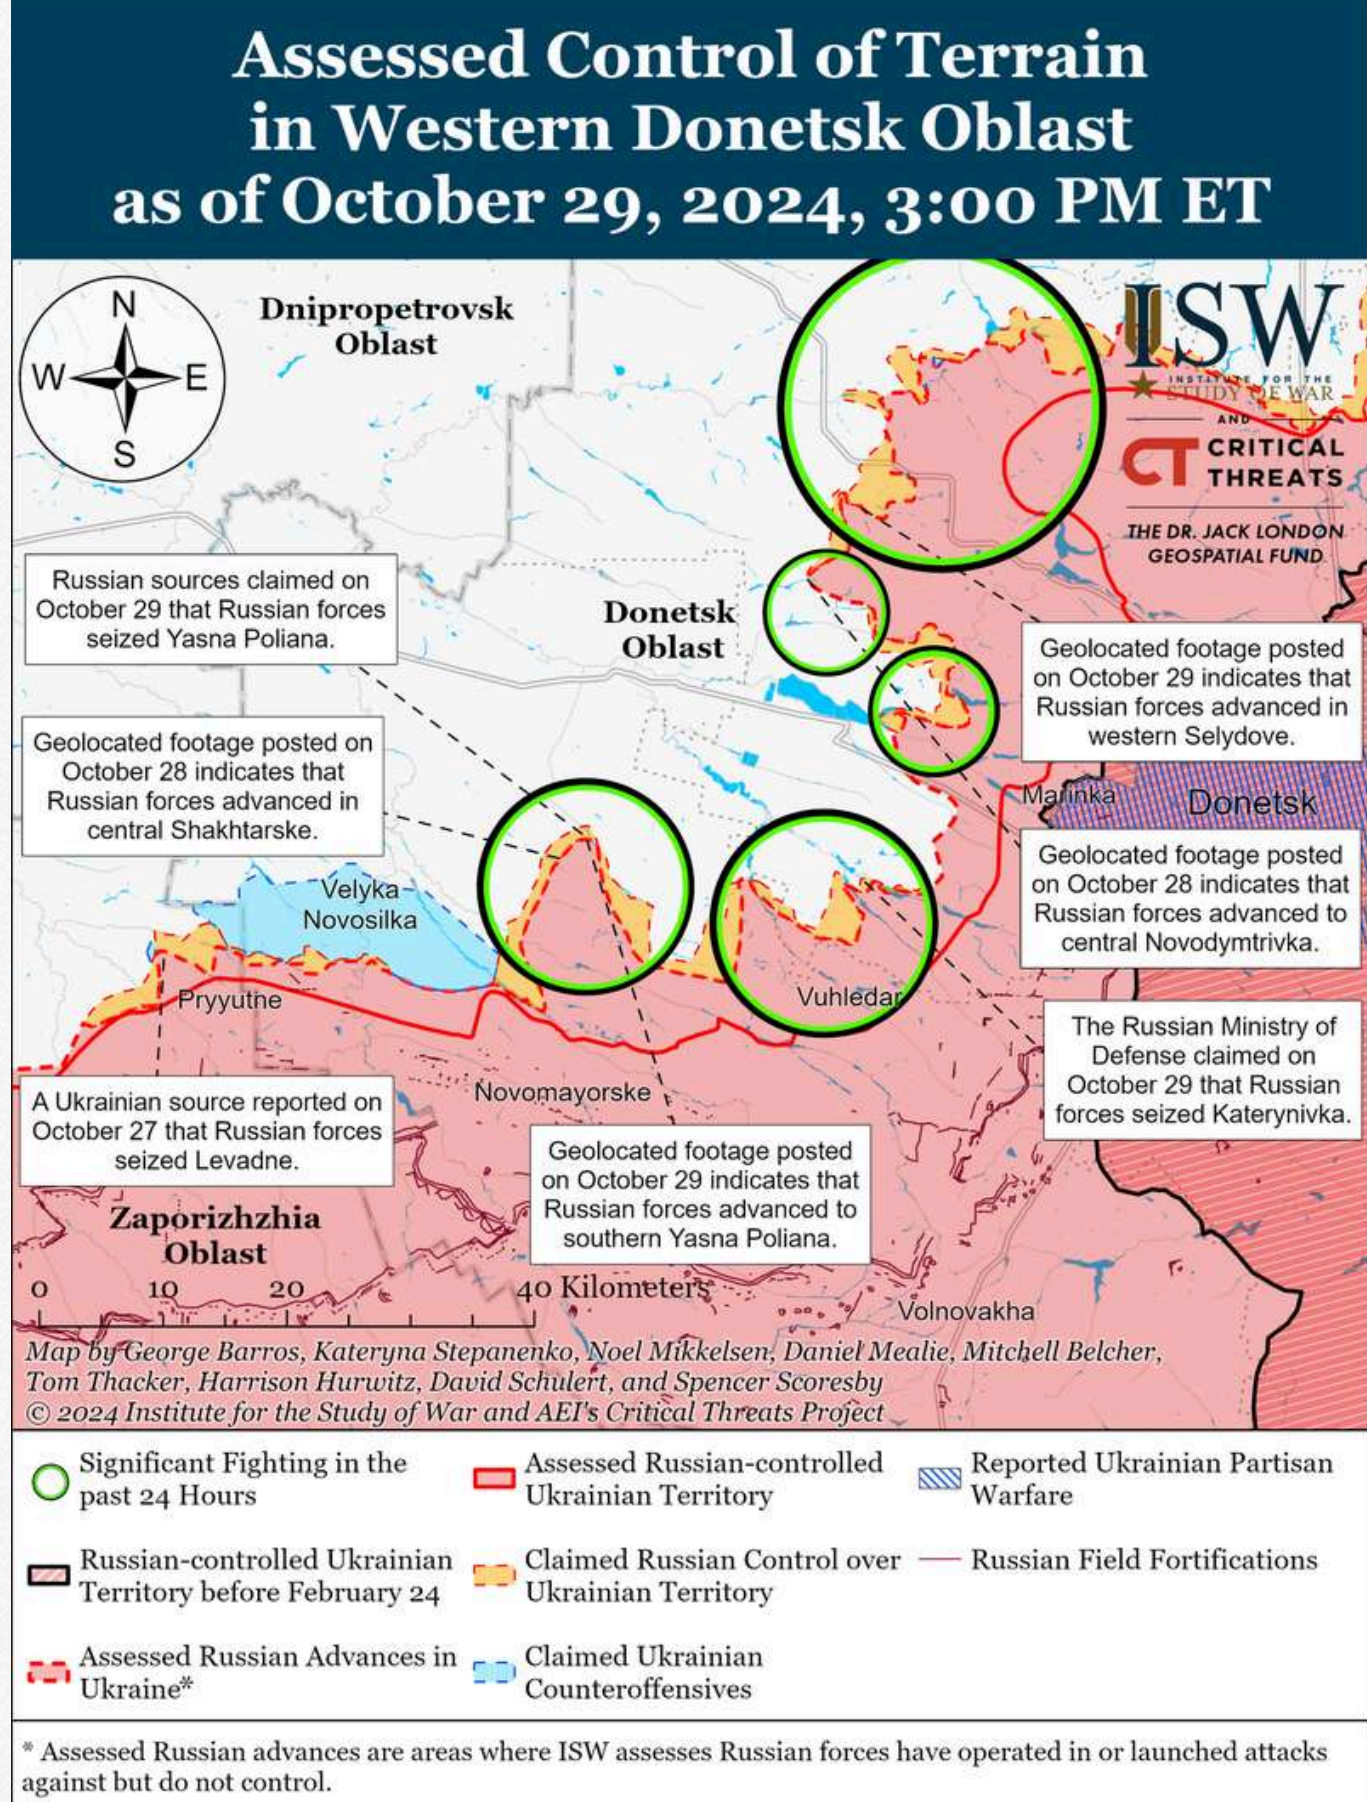 Assessed Control of Terrain
in Western Donetsk Oblast
as of October 29, 2024, 3:00 PM ET
N
W
E
S
Dnipropetrovsk
Oblast
ISW
INSTITUTE FOR THE
STUDY OF WAR
AND
CT CRITICAL
THREATS
THE DR. JACK LONDON
GEOSPATIAL FUND
Russian sources claimed on
October 29 that Russian forces
seized Yasna Poliana.
Donetsk
Oblast
Geolocated footage posted
on October 29 indicates that
Russian forces advanced in
western Selydove.
Geolocated footage posted on
October 28 indicates that
Russian forces advanced in
central Shakhtarske.
Marinka
Donetsk
Geolocated footage posted
on October 28 indicates that
Russian forces advanced to
central Novodymtrivka.
Velyka
Novosilka
Pryyutne
Vuhledar
The Russian Ministry of
Defense claimed on
October 29 that Russian
forces seized Katerynivka.
Novomayorske
A Ukrainian source reported on
October 27 that Russian forces
seized Levadne.
Geolocated footage posted
on October 29 indicates that
Russian forces advanced to
southern Yasna Poliana.
Zaporizhzhia
Oblast
0 10 20 40 Kilometers
Volnovakha
Map by George Barros, Kateryna Stepanenko, Noel Mikkelsen, Daniel Mealie, Mitchell Belcher,
Tom Thacker, Harrison Hurwitz, David Schulert, and Spencer Scoresby
© 2024 Institute for the Study of War and AEI's Critical Threats Project
Significant Fighting in the
past 24 Hours
Assessed Russian-controlled
Ukrainian Territory
Reported Ukrainian Partisan
Warfare
Russian-controlled Ukrainian
Territory before February 24
Claimed Russian Control over
Ukrainian Territory
Russian Field Fortifications
Assessed Russian Advances in
Ukraine*
Claimed Ukrainian
Counteroffensives
* Assessed Russian advances are areas where ISW assesses Russian forces have operated in or launched attacks
against but do not control.